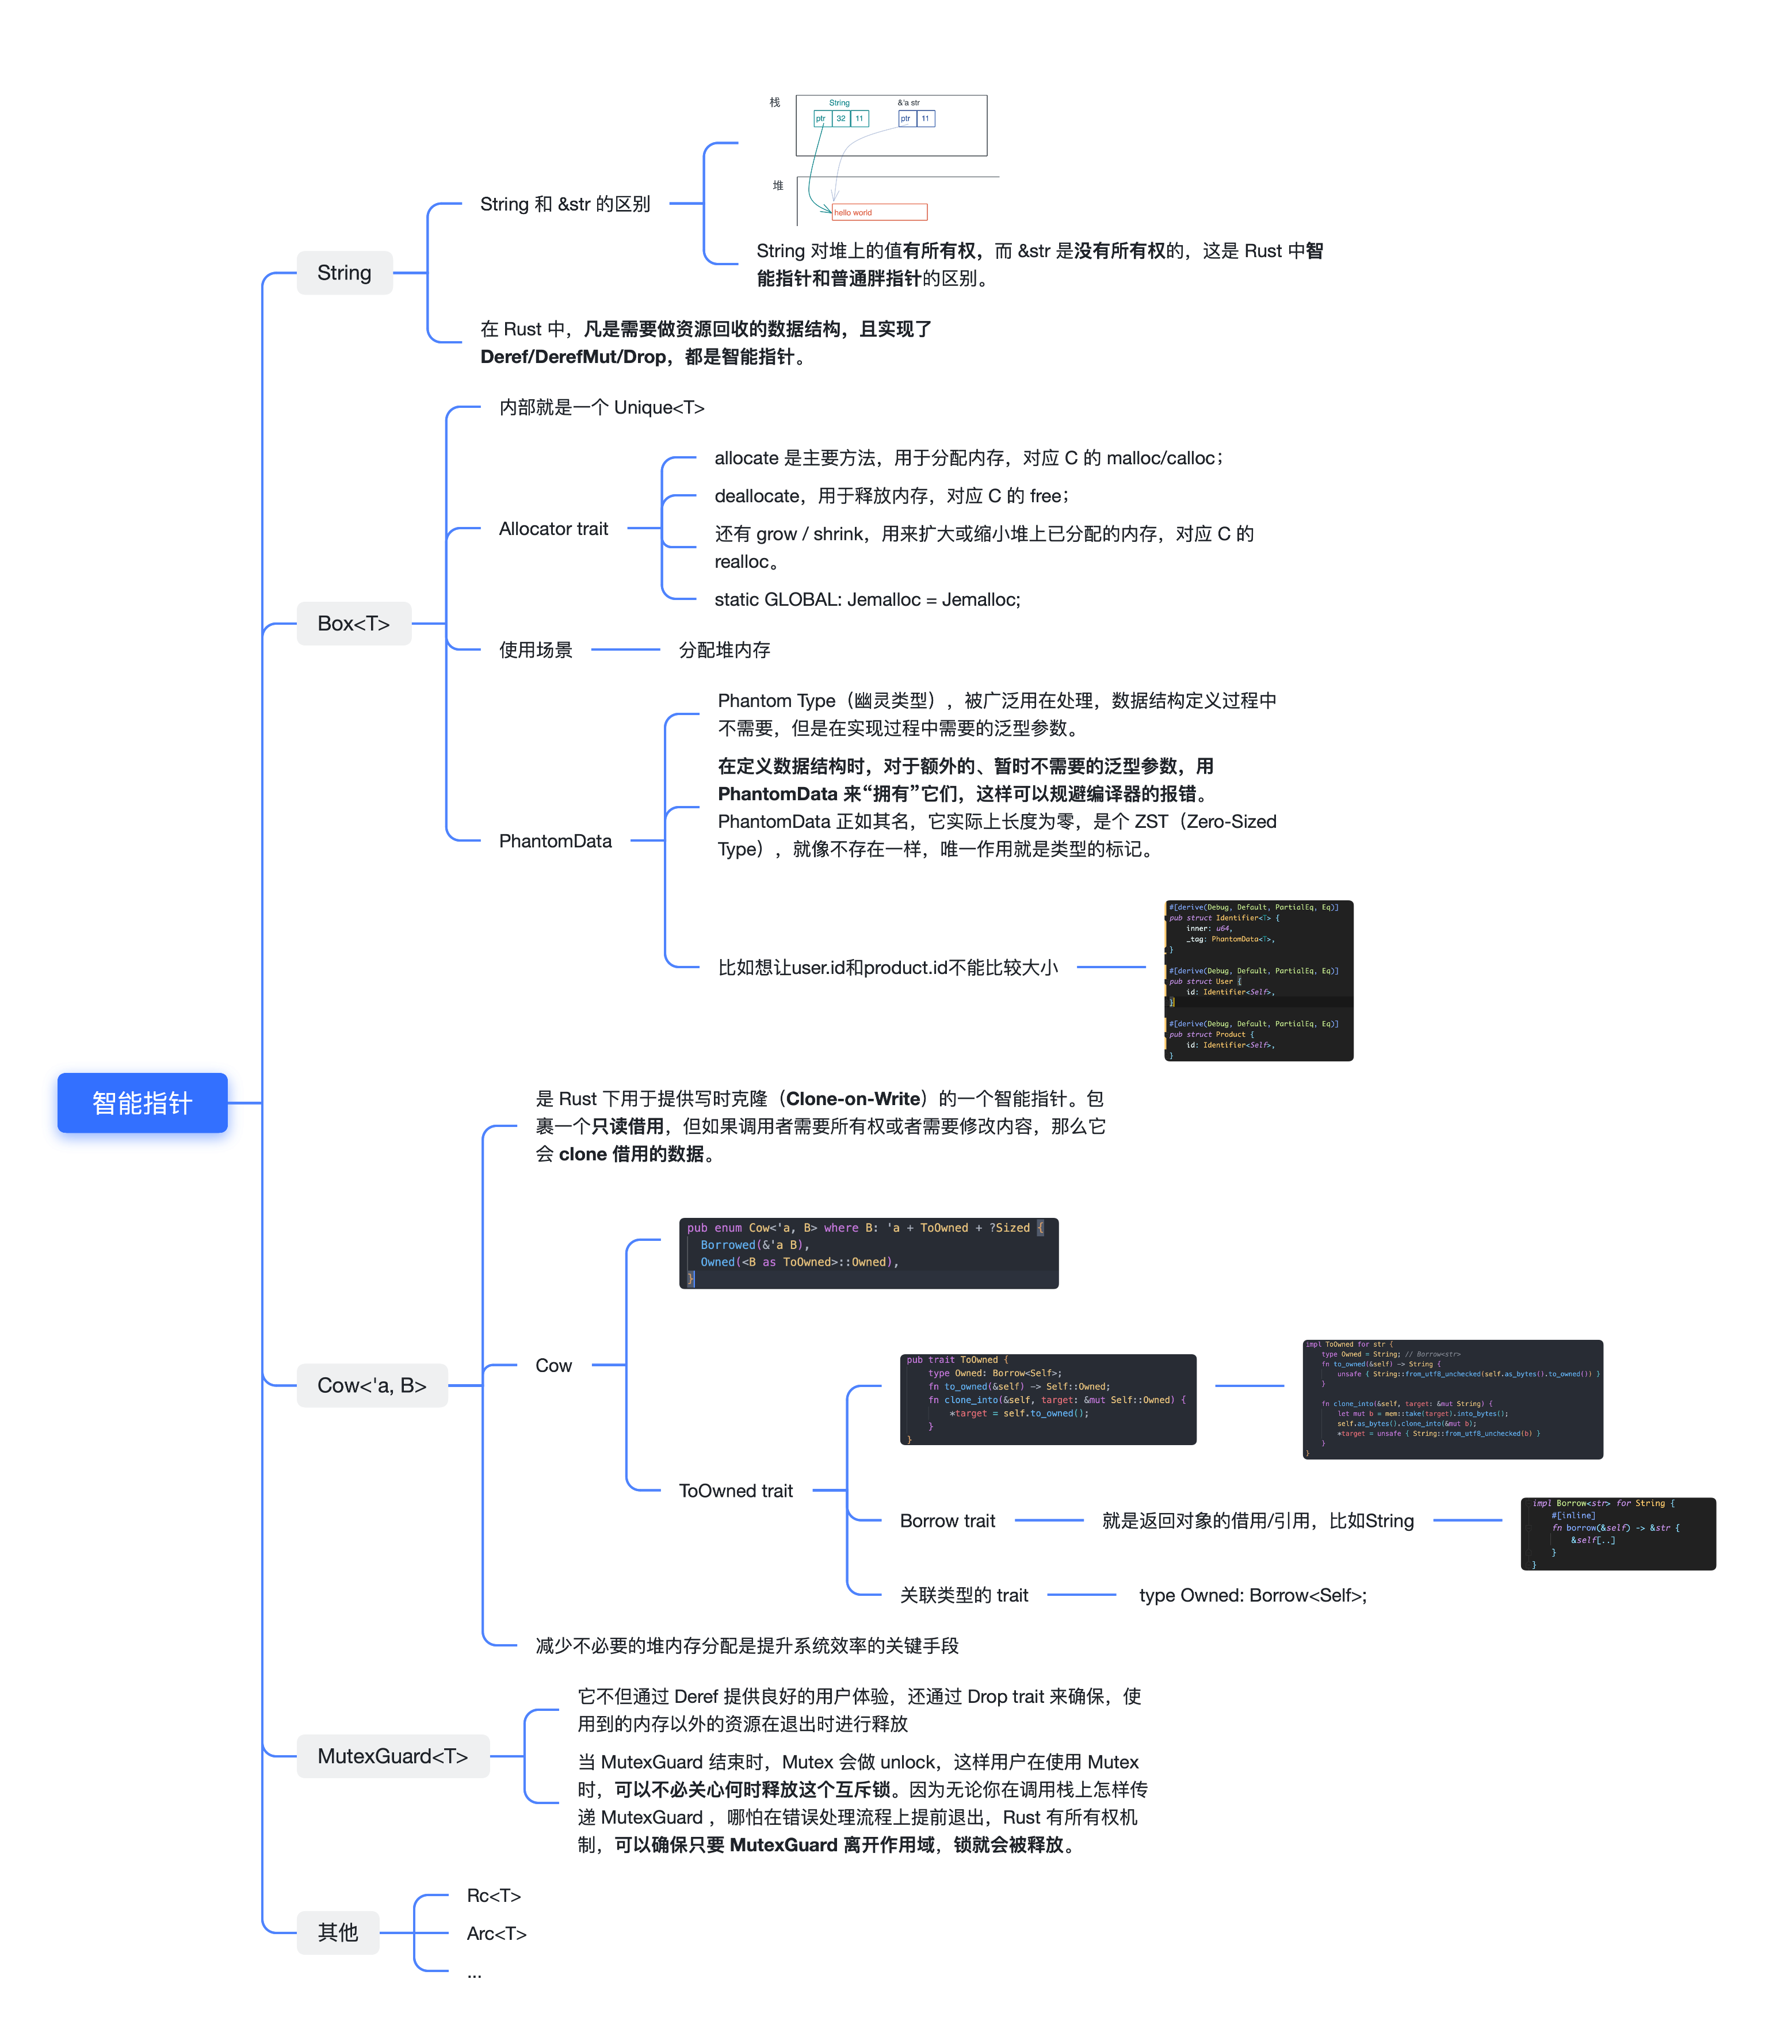 智能指针
String
String 和 &str 的区别
栈
String
&'a str
ptr 32 11
ptr 11
堆
hello world
String 对堆上的值有所有权，而 &str 是没有所有权的，这是 Rust 中智
能指针和普通胖指针的区别。
在 Rust 中，凡是需要做资源回收的数据结构，且实现了
Deref/DerefMut/Drop，都是智能指针。
Box<T>
内部就是一个 Unique<T>
Allocator trait
allocate 是主要方法，用于分配内存，对应 C 的 malloc/calloc；
deallocate，用于释放内存，对应 C 的 free；
还有 grow / shrink，用来扩大或缩小堆上已分配的内存，对应 C 的
realloc。
static GLOBAL: Jemalloc = Jemalloc;
使用场景
分配堆内存
PhantomData
Phantom Type（幽灵类型），被广泛用在处理，数据结构定义过程中
不需要，但是在实现过程中需要的泛型参数。
在定义数据结构时，对于额外的、暂时不需要的泛型参数，用
PhantomData 来“拥有”它们，这样可以规避编译器的报错。
PhantomData 正如其名，它实际上长度为零，是个 ZST（Zero-Sized
Type），就像不存在一样，唯一作用就是类型的标记。
比如想让user.id和product.id不能比较大小
#[derive(Debug, Default, PartialEq, Eq)]
pub struct Identifier<T> {
inner: u64,
_tag: PhantomData<T>,
}
#[derive(Debug, Default, PartialEq, Eq)]
pub struct User {
id: Identifier<Self>,
}
#[derive(Debug, Default, PartialEq, Eq)]
pub struct Product {
id: Identifier<Self>,
}
Cow<'a, B>
是 Rust 下用于提供写时克隆（Clone-on-Write）的一个智能指针。包
裹一个只读借用，但如果调用者需要所有权或者需要修改内容，那么它
会 clone 借用的数据。
Cow
pub enum Cow<'a, B> where B: 'a + ToOwned + ?Sized {
Borrowed(&'a B),
Owned(<B as ToOwned>::Owned),
}
ToOwned trait
pub trait ToOwned {
type Owned: Borrow<Self>;
fn to_owned(&self) -> Self::Owned;
fn clone_into(&self, target: &mut Self::Owned) {
*target = self.to_owned();
}
}
impl ToOwned for str {
type Owned = String; // Borrow<str>
fn to_owned(&self) -> String {
unsafe { String::from_utf8_unchecked(self.as_bytes().to_owned()) }
}
fn clone_into(&self, target: &mut String) {
let mut b = mem::take(target).into_bytes();
self.as_bytes().clone_into(&mut b);
*target = unsafe { String::from_utf8_unchecked(b) }
}
}
Borrow trait
就是返回对象的借用/引用，比如String
impl Borrow<str> for String {
#[inline]
fn borrow(&self) -> &str {
&self[..]
}
}
关联类型的 trait
type Owned: Borrow<Self>;
减少不必要的堆内存分配是提升系统效率的关键手段
MutexGuard<T>
它不但通过 Deref 提供良好的用户体验，还通过 Drop trait 来确保，使
用到的内存以外的资源在退出时进行释放
当 MutexGuard 结束时，Mutex 会做 unlock，这样用户在使用 Mutex
时，可以不必关心何时释放这个互斥锁。因为无论你在调用栈上怎样传
递 MutexGuard ，哪怕在错误处理流程上提前退出，Rust 有所有权机
制，可以确保只要 MutexGuard 离开作用域，锁就会被释放。
其他
Rc<T>
Arc<T>
...